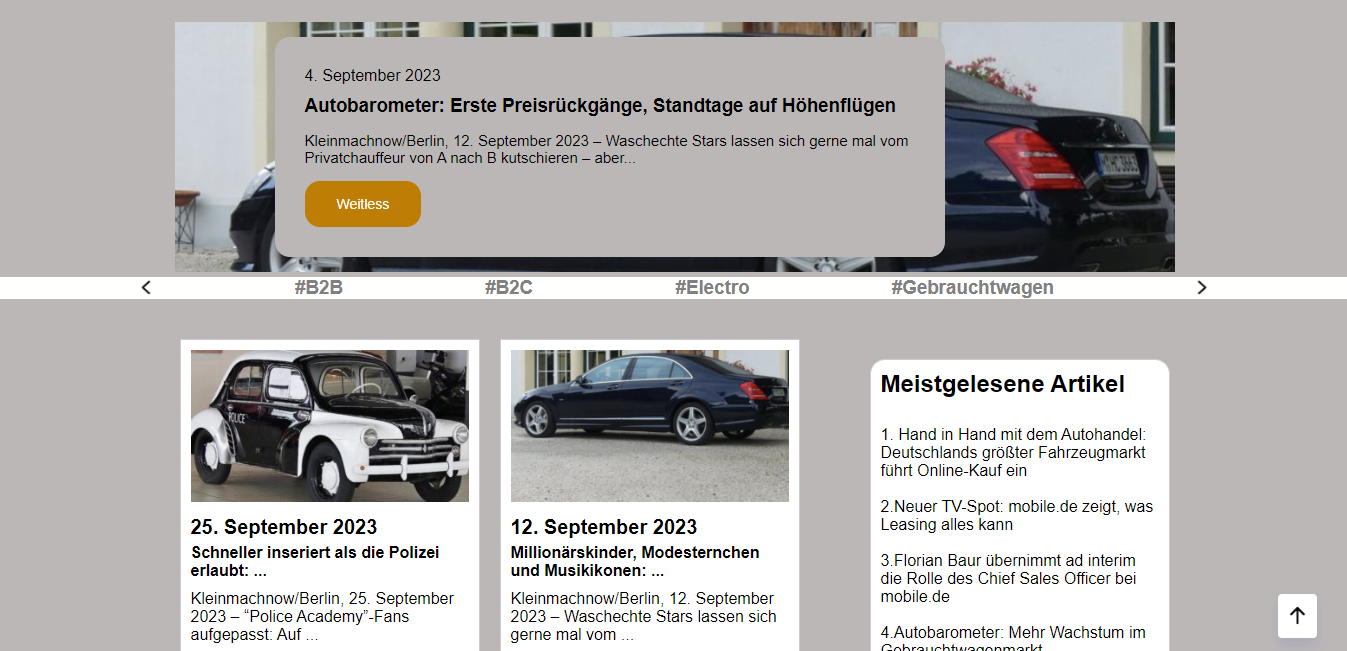 4. September 2023
Autobarometer: Erste Preisrückgänge, Standtage auf Höhenflügen
Kleinmachnow/Berlin, 12. September 2023 – Waschechte Stars lassen sich gerne mal vom
Privatchauffeur von A nach B kutschieren – aber...
Weitless
#B2B
#B2C
#Electro
#Gebrauchtwagen
POLICE
25. September 2023
Schneller inseriert als die Polizei
erlaubt: ...
Kleinmachnow/Berlin, 25. September
2023 – “Police Academy”-Fans
aufgepasst: Auf ...
12. September 2023
Millionärskinder, Modesternchen
und Musikikonen: ...
Kleinmachnow/Berlin, 12. September
2023 – Waschechte Stars lassen sich
gerne mal vom ...
Meistgelesene Artikel
1. Hand in Hand mit dem Autohandel:
Deutschlands größter Fahrzeugmarkt
führt Online-Kauf ein
2.Neuer TV-Spot: mobile.de zeigt, was
Leasing alles kann
3.Florian Baur übernimmt ad interim
die Rolle des Chief Sales Officer bei
mobile.de
4.Autobarometer: Mehr Wachstum im
Gebrauchtwagenmarkt